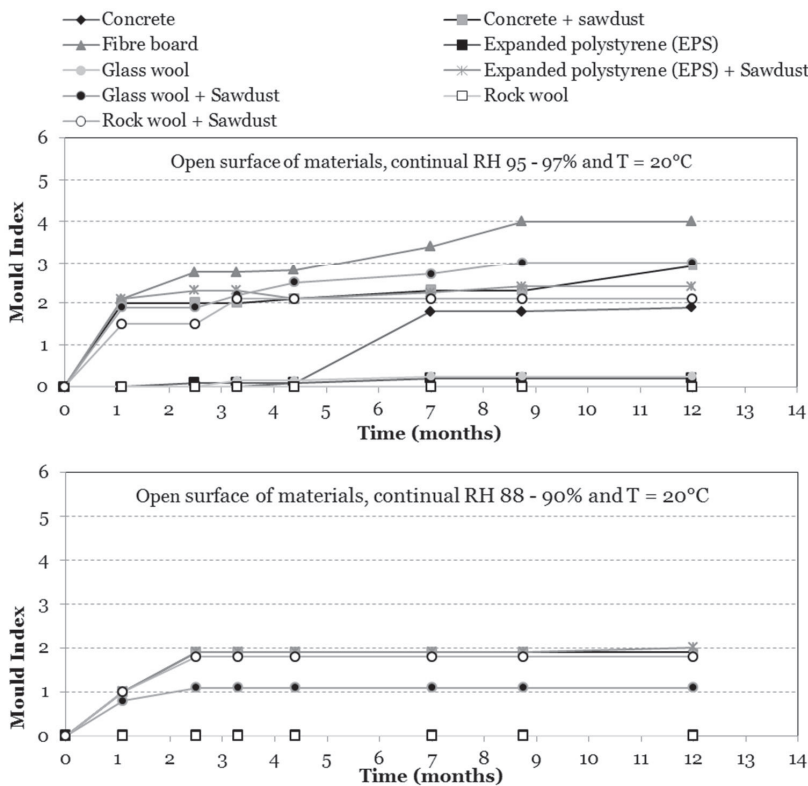 Concrete
Concrete + sawdust
Fibre board
Expanded polystyrene (EPS)
Glass wool
Expanded polystyrene (EPS) + Sawdust
Glass wool + Sawdust
Rock wool
Rock wool + Sawdust
Open surface of materials, continual RH 95 - 97% and T = 20°C
Mould Index
6
5
4
3
2
1
0
0 1 2 3 4 5 6 7 8 9 10 11 12 13 14
Time (months)
Open surface of materials, continual RH 88 - 90% and T = 20°C
Mould Index
6
5
4
3
2
1
0
0 1 2 3 4 5 6 7 8 9 10 11 12 13 14
Time (months)